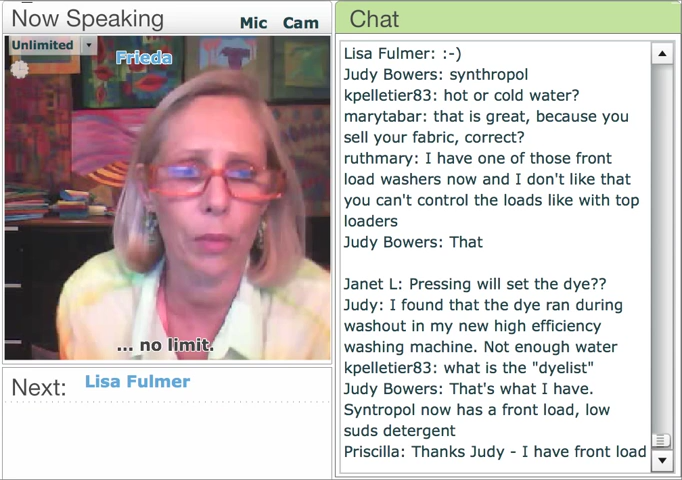 Now Speaking
Mic Cam
Unlimited
Frieda
... no limit.
Next: Lisa Fulmer
Chat
Lisa Fulmer: :-)
Judy Bowers: synthropol
kpelletier83: hot or cold water?
marytabar: that is great, because you
sell your fabric, correct?
ruthmary: I have one of those front
load washers now and I don't like that
you can't control the loads like with top
loaders
Judy Bowers: That
Janet L: Pressing will set the dye??
Judy: I found that the dye ran during
washout in my new high efficiency
washing machine. Not enough water
kpelletier83: what is the "dyelist"
Judy Bowers: That's what I have.
Syntropol now has a front load, low
suds detergent
Priscilla: Thanks Judy - I have front load